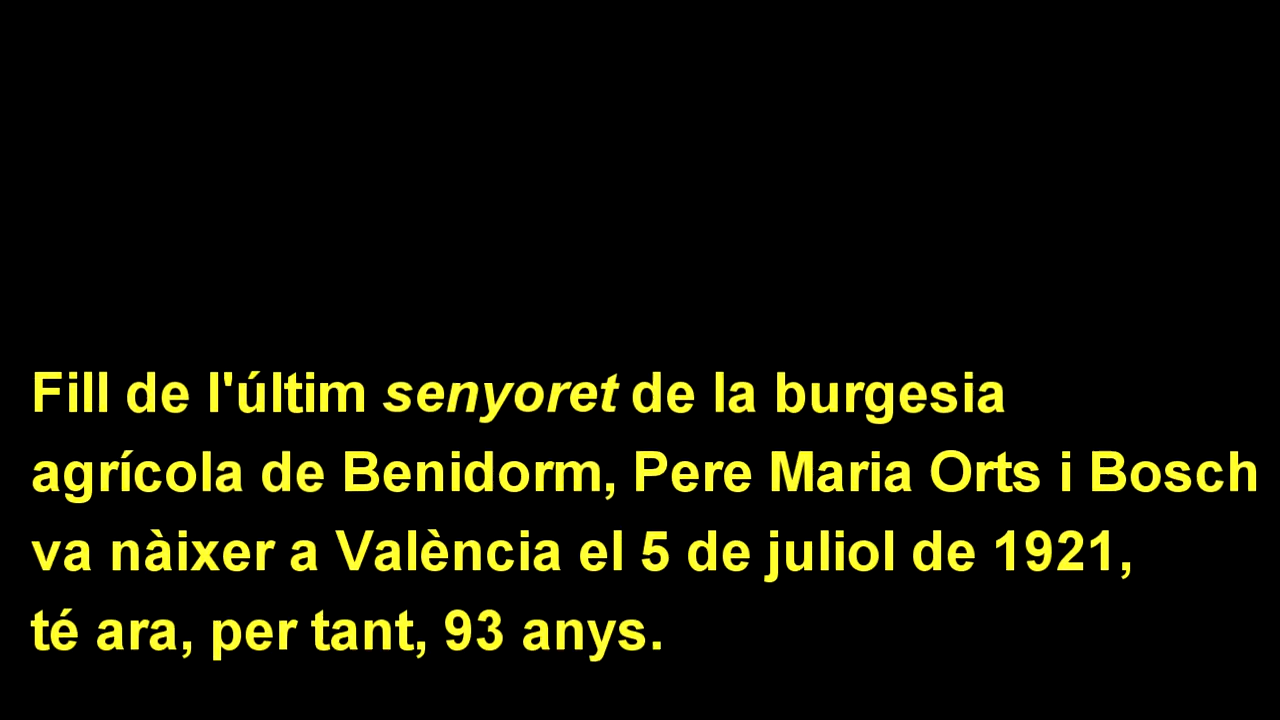 Fill de l'últim senyoret de la burgesia
agrícola de Benidorm, Pere Maria Orts i Bosch
va nàixer a València el 5 de juliol de 1921,
té ara, per tant, 93 anys.